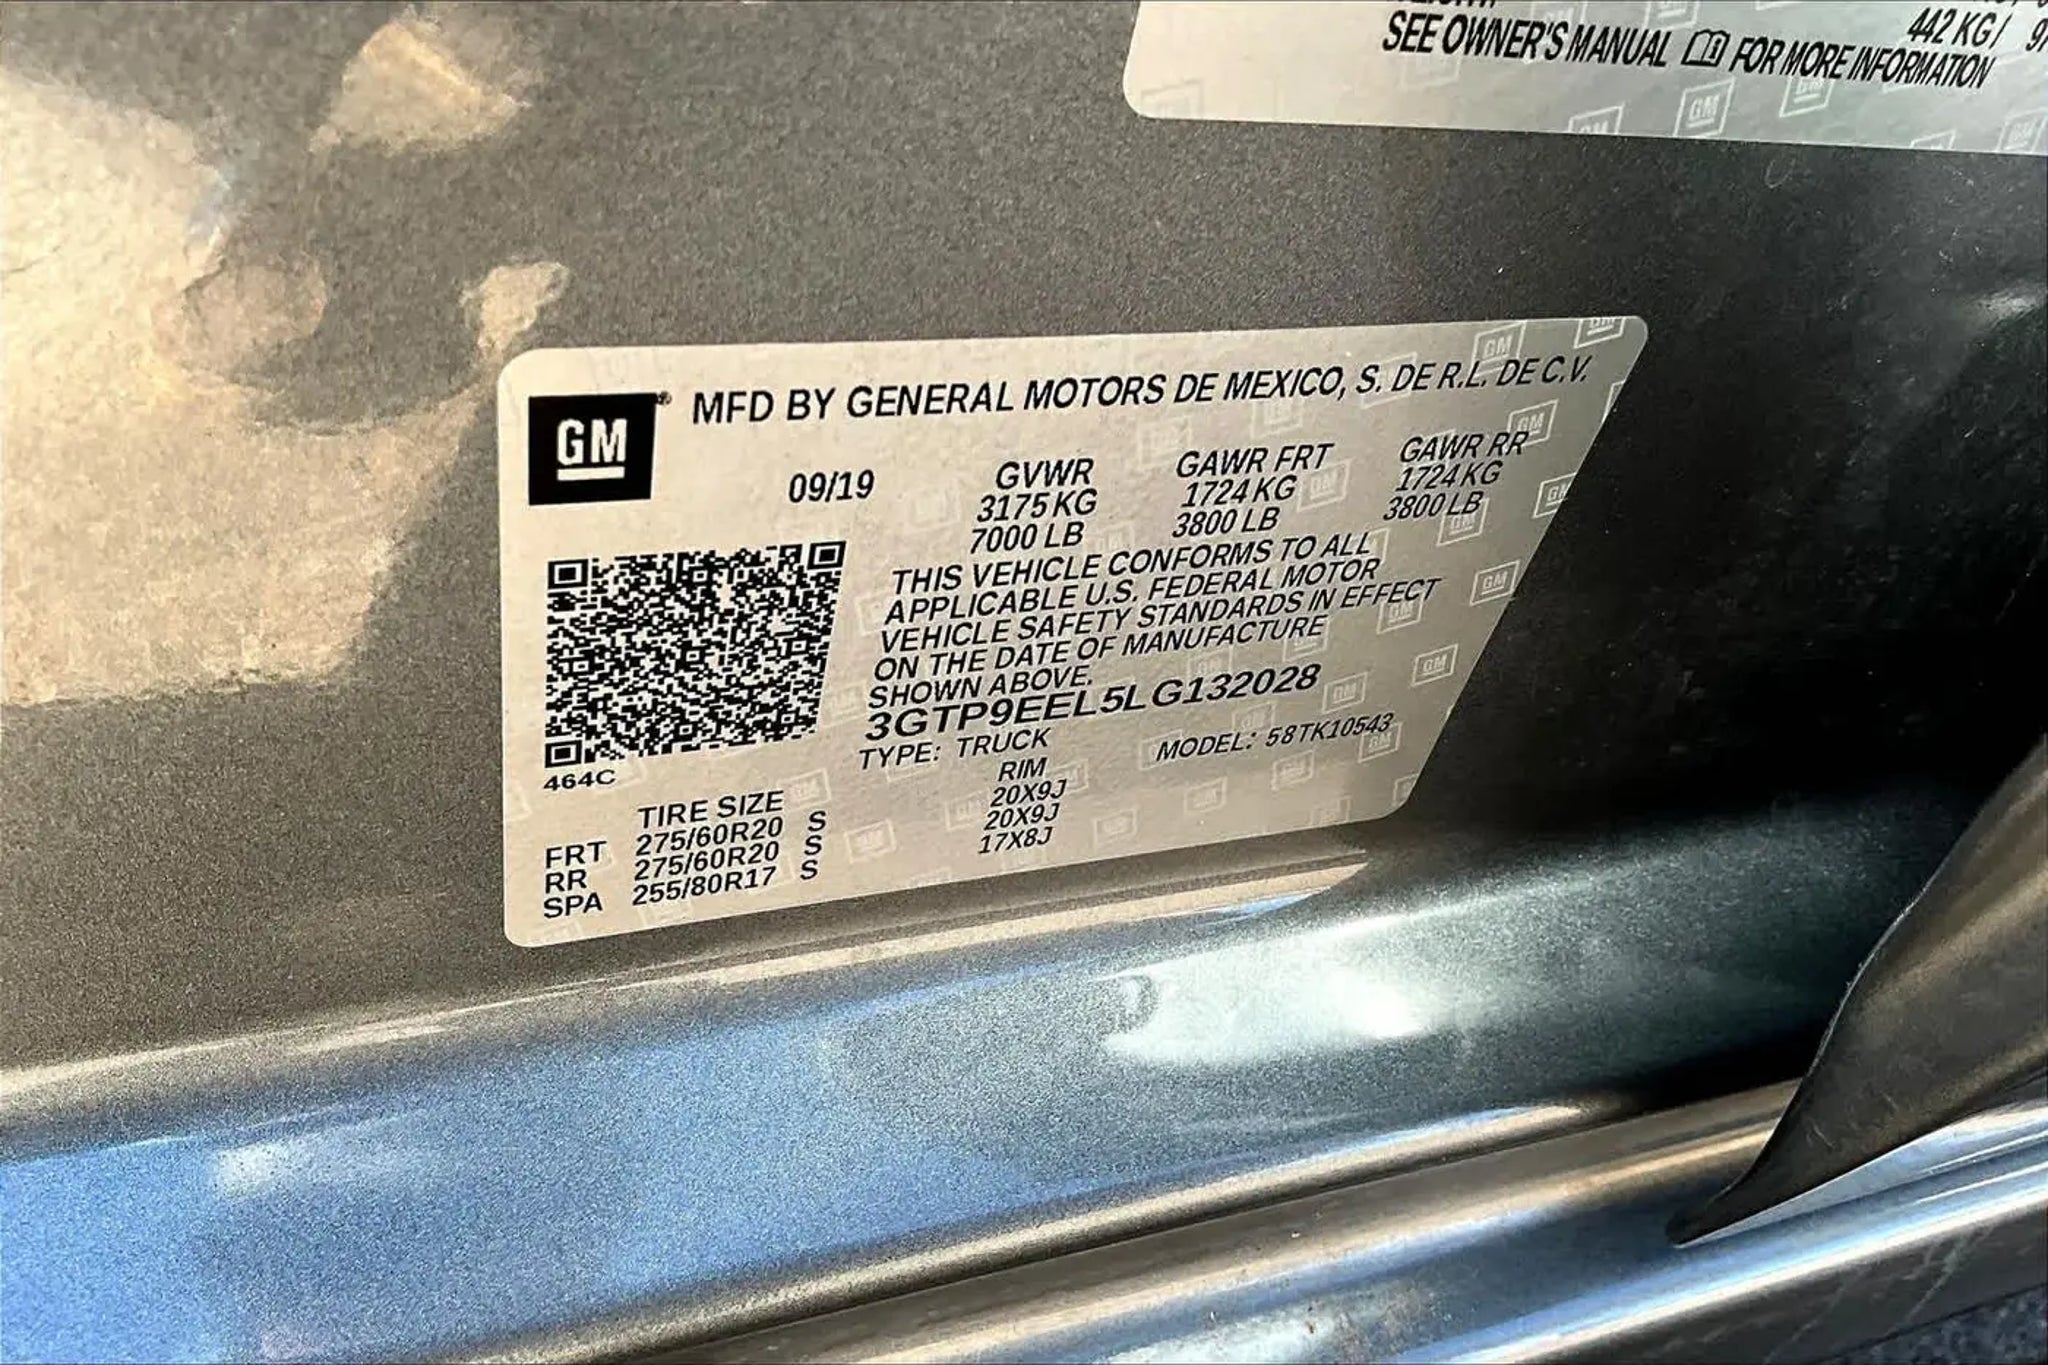 442 KG/
SEE OWNER'S MANUAL FOR MORE INFORMATION
GM ® MFD BY GENERAL MOTORS DE MEXICO, S. DE R.L. DE C.V.
09/19 GVWR GAWR FRT GAWR RR
3175 KG 1724 KG 1724 KG
7000 LB 3800 LB 3800 LB
THIS VEHICLE CONFORMS TO ALL
APPLICABLE U.S. FEDERAL MOTOR
VEHICLE SAFETY STANDARDS IN EFFECT
ON THE DATE OF MANUFACTURE
SHOWN ABOVE.
3GTP9EEL5LG132028
TYPE: TRUCK MODEL: 58TK10543
464C
TIRE SIZE RIM
FRT 275/60R20 S 20X9J
RR 275/60R20 S 20X9J
SPA 255/80R17 S 17X8J